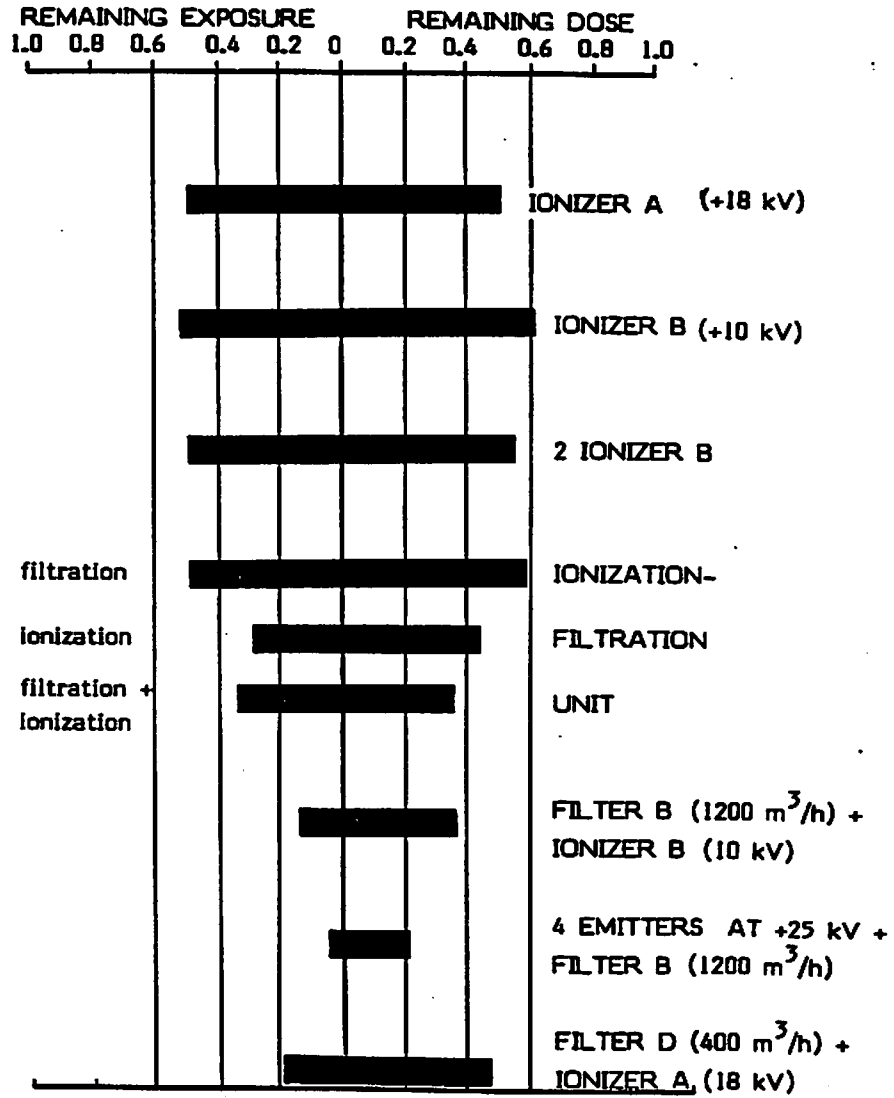 REMAINING EXPOSURE REMAINING DOSE
1.0 0.8 0.6 0.4 0.2 0 0.2 0.4 0.6 0.8 1.0
IONIZER A (+18 kV)
IONIZER B (+10 kV)
2 IONIZER B
filtration IONIZATION-
ionization FILTRATION
filtration + UNIT
ionization
FILTER B (1200 m³/h) +
IONIZER B (10 kV)
4 EMITTERS AT +25 kV +
FILTER B (1200 m³/h)
FILTER D (400 m³/h) +
IONIZER A (18 kV)